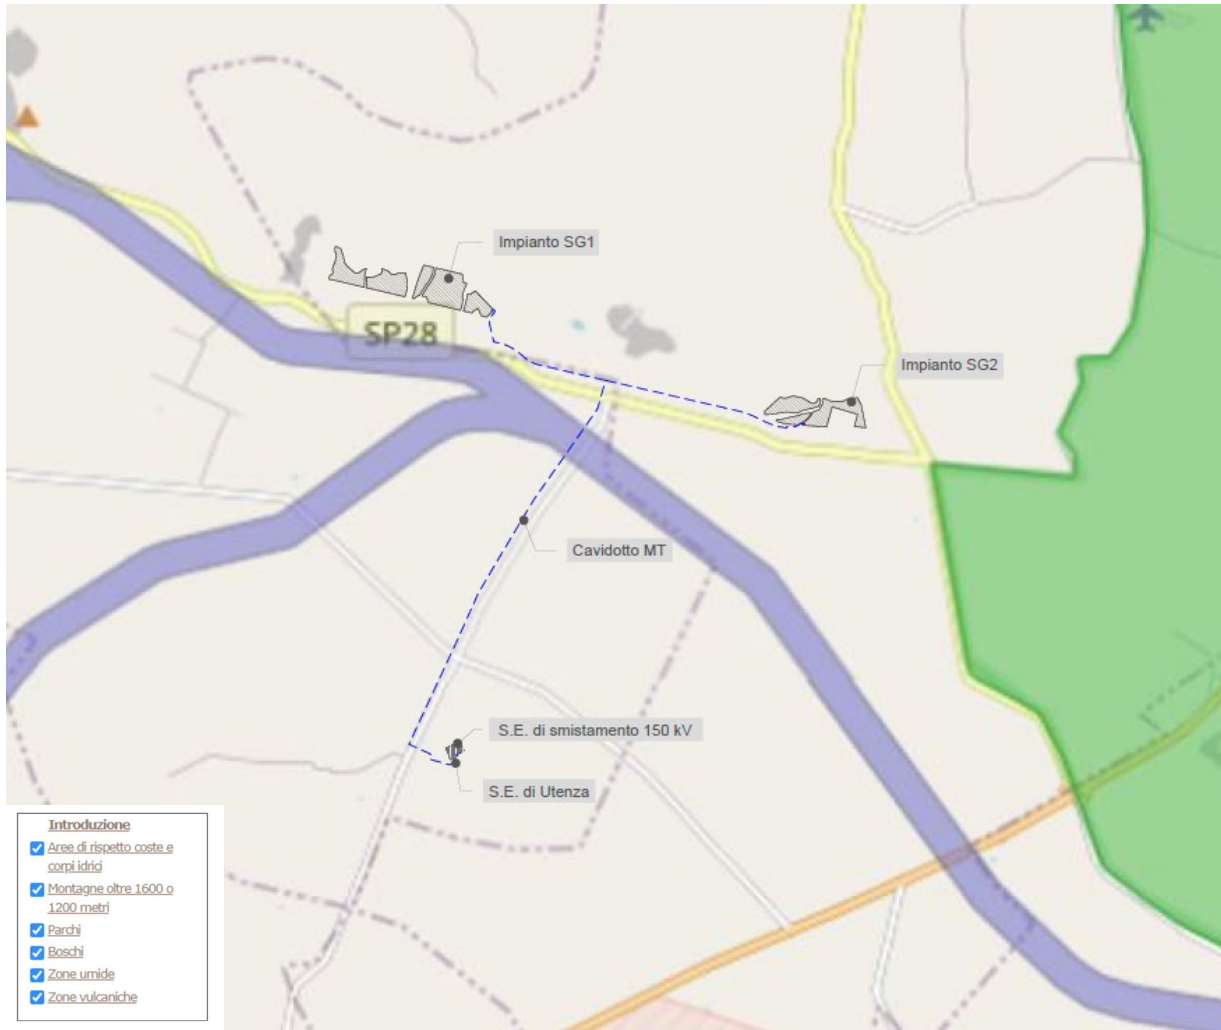 Impianto SG1
SP28
Impianto SG2
Cavidotto MT
S.E. di smistamento 150 kV
S.E. di Utenza
Introduzione
Aree di rispetto coste e
corpi idrici
Montagne oltre 1600 o
1200 metri
Parchi
Boschi
Zone umide
Zone vulcaniche